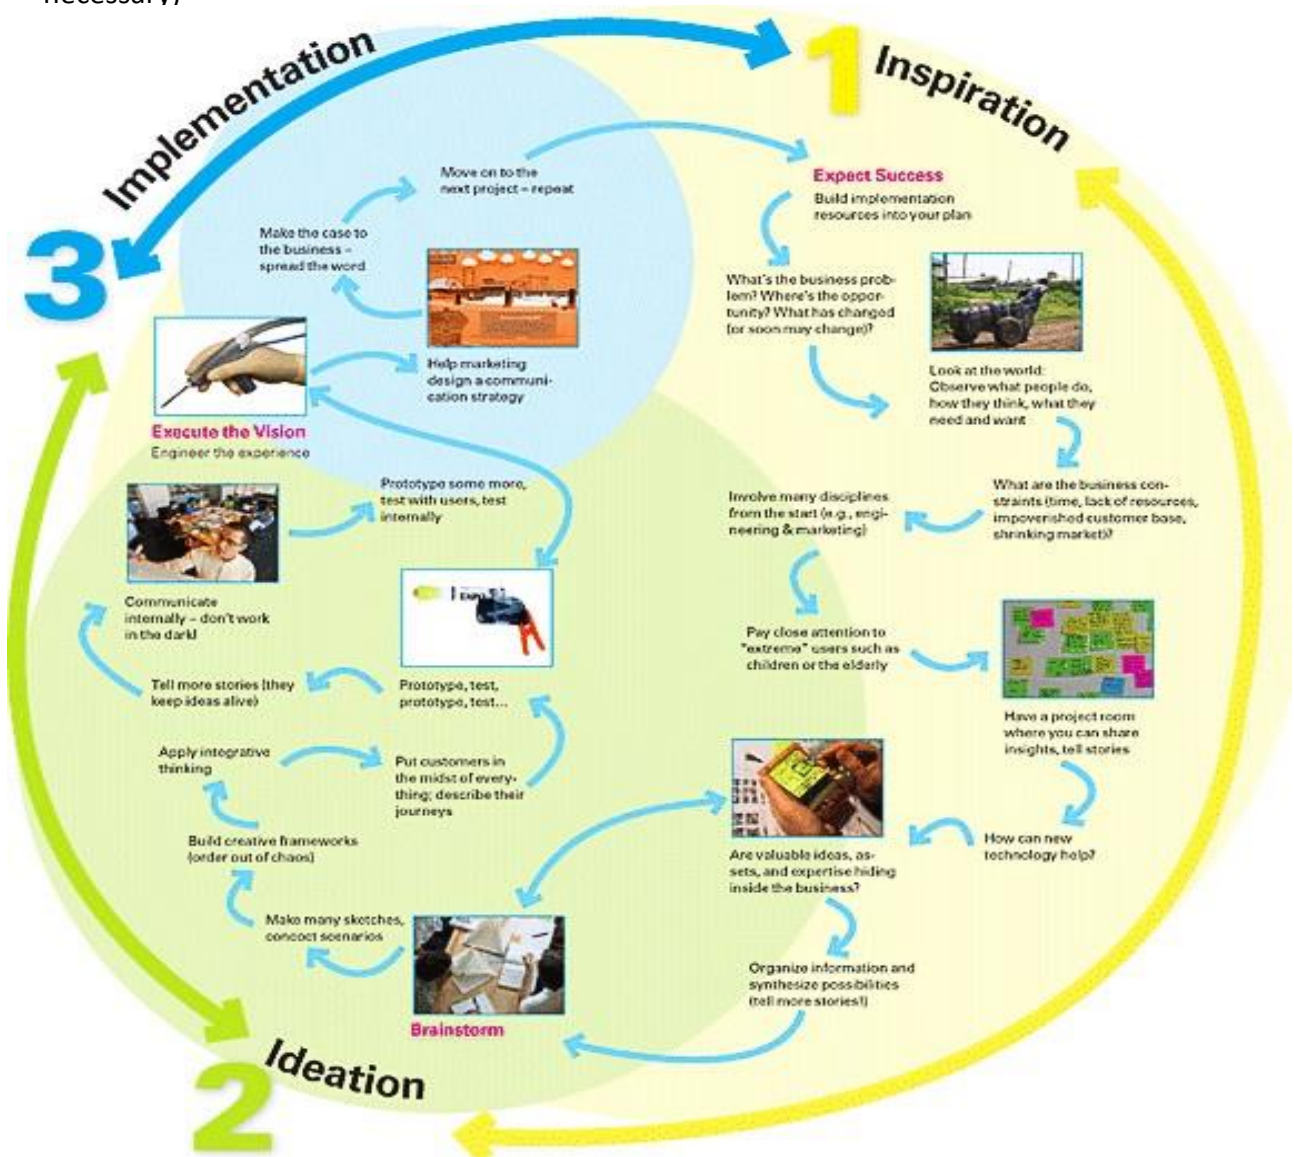 necessary)
1 Inspiration
Expect Success
Build implementation
resources into your plan
What's the business prob-
lem? Where's the oppor-
tunity? What has changed
(or soon may change)?
Look at the world:
Observe what people do,
how they think, what they
need and want
What are the business con-
straints (time, lack of resources,
impoverished customer base,
shrinking market)?
Involve many disciplines
from the start (e.g., engi-
neering & marketing)
Pay close attention to
"extreme" users such as
children or the elderly
Have a project room
where you can share
insights, tell stories
How can new
technology help?
Are valuable ideas, as-
sets, and expertise hiding
inside the business?
Organize information and
synthesize possibilities
(tell more stories!)
2 Ideation
Brainstorm
Make many sketches,
concoct scenarios
Build creative frameworks
(order out of chaos)
Apply integrative
thinking
Put customers in
the midst of every-
thing; describe their
journeys
Prototype, test,
prototype, test...
EXPO
Tell more stories (they
keep ideas alive)
Communicate
internally – don't work
in the dark!
Prototype some more,
test with users, test
internally
3 Implementation
Execute the Vision
Engineer the experience
Help marketing
design a communi-
cation strategy
Make the case to
the business –
spread the word
Move on to the
next project – repeat